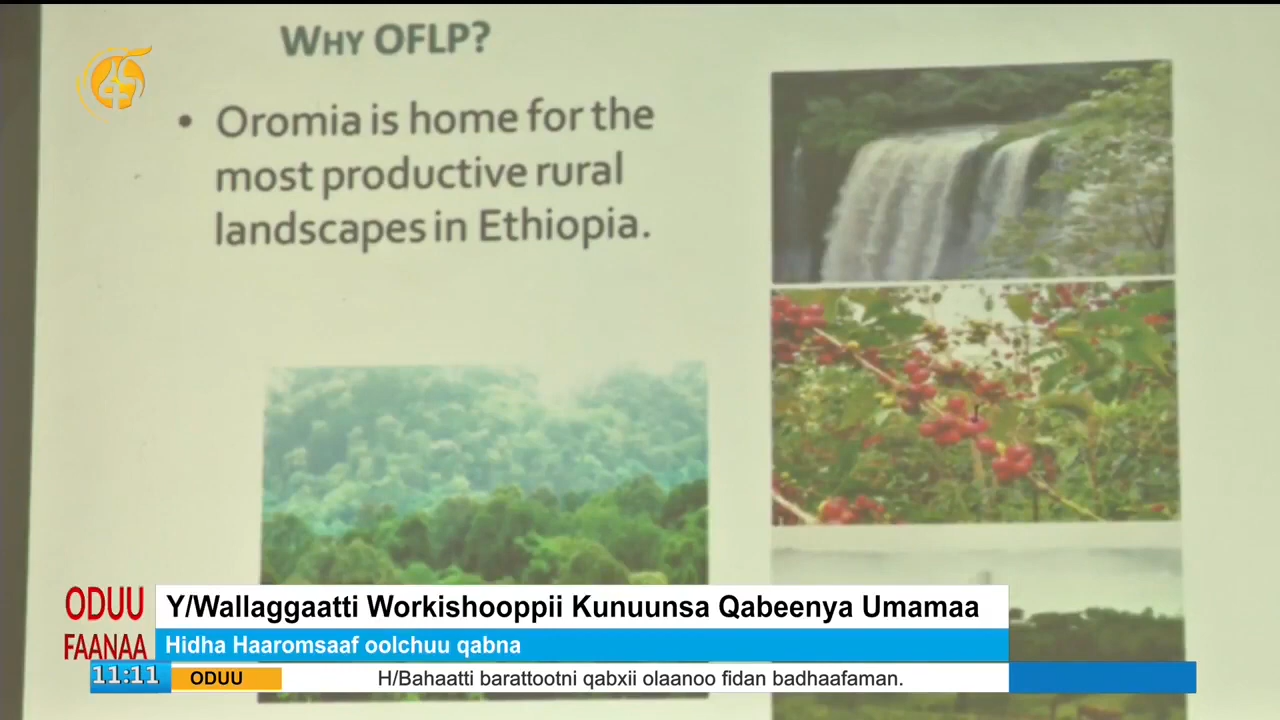 WHY OFLP?
• Oromia is home for the
most productive rural
landscapes in Ethiopia.
ODUU
FAANAA
Y/Wallaggaatti Workishooppii Kunuunsa Qabeenya Umamaa
Hidha Haaromsaaf oolchuu qabna
11:11
ODUU
H/Bahaatti barattootni qabxii olaanoo fidan badhaafaman.